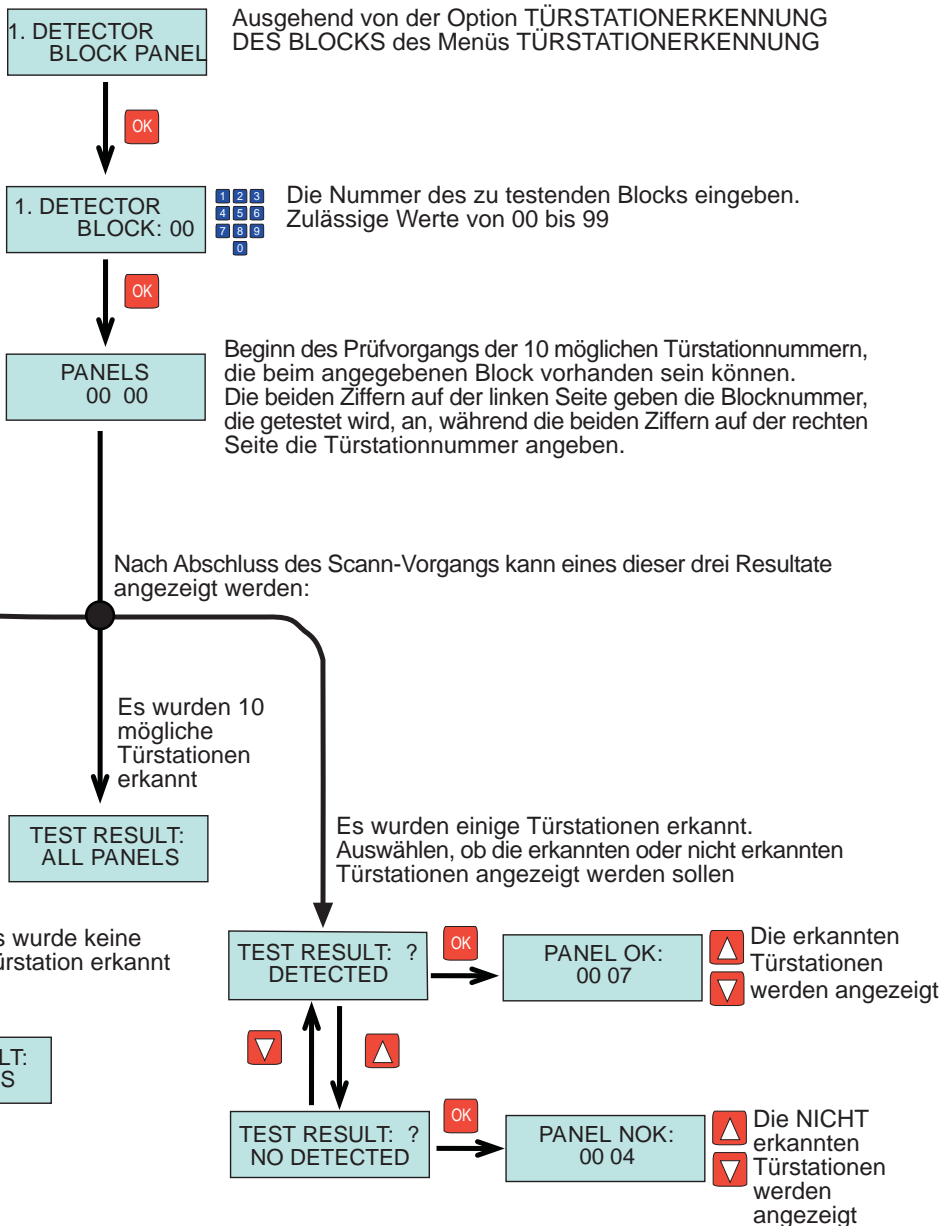 1. DETECTOR
BLOCK PANEL
Ausgehend von der Option TÜRSTATIONERKENNUNG
DES BLOCKS des Menüs TÜRSTATIONERKENNUNG
OK
1. DETECTOR
BLOCK: 00
1 2 3
4 5 6
7 8 9
0
Die Nummer des zu testenden Blocks eingeben.
Zulässige Werte von 00 bis 99
OK
PANELS
00 00
Beginn des Prüfvorgangs der 10 möglichen Türstationnummern,
die beim angegebenen Block vorhanden sein können.
Die beiden Ziffern auf der linken Seite geben die Blocknummer,
die getestet wird, an, während die beiden Ziffern auf der rechten
Seite die Türstationnummer angeben.
Nach Abschluss des Scann-Vorgangs kann eines dieser drei Resultate
angezeigt werden:
Es wurden 10
mögliche
Türstationen
erkannt
TEST RESULT:
ALL PANELS
Es wurden einige Türstationen erkannt.
Auswählen, ob die erkannten oder nicht erkannten
Türstationen angezeigt werden sollen
s wurde keine
ürstation erkannt
LT:
S
TEST RESULT: ?
DETECTED
OK
PANEL OK:
00 07
Die erkannten
Türstationen
werden angezeigt
TEST RESULT: ?
NO DETECTED
OK
PANEL NOK:
00 04
Die NICHT
erkannten
Türstationen
werden
angezeigt